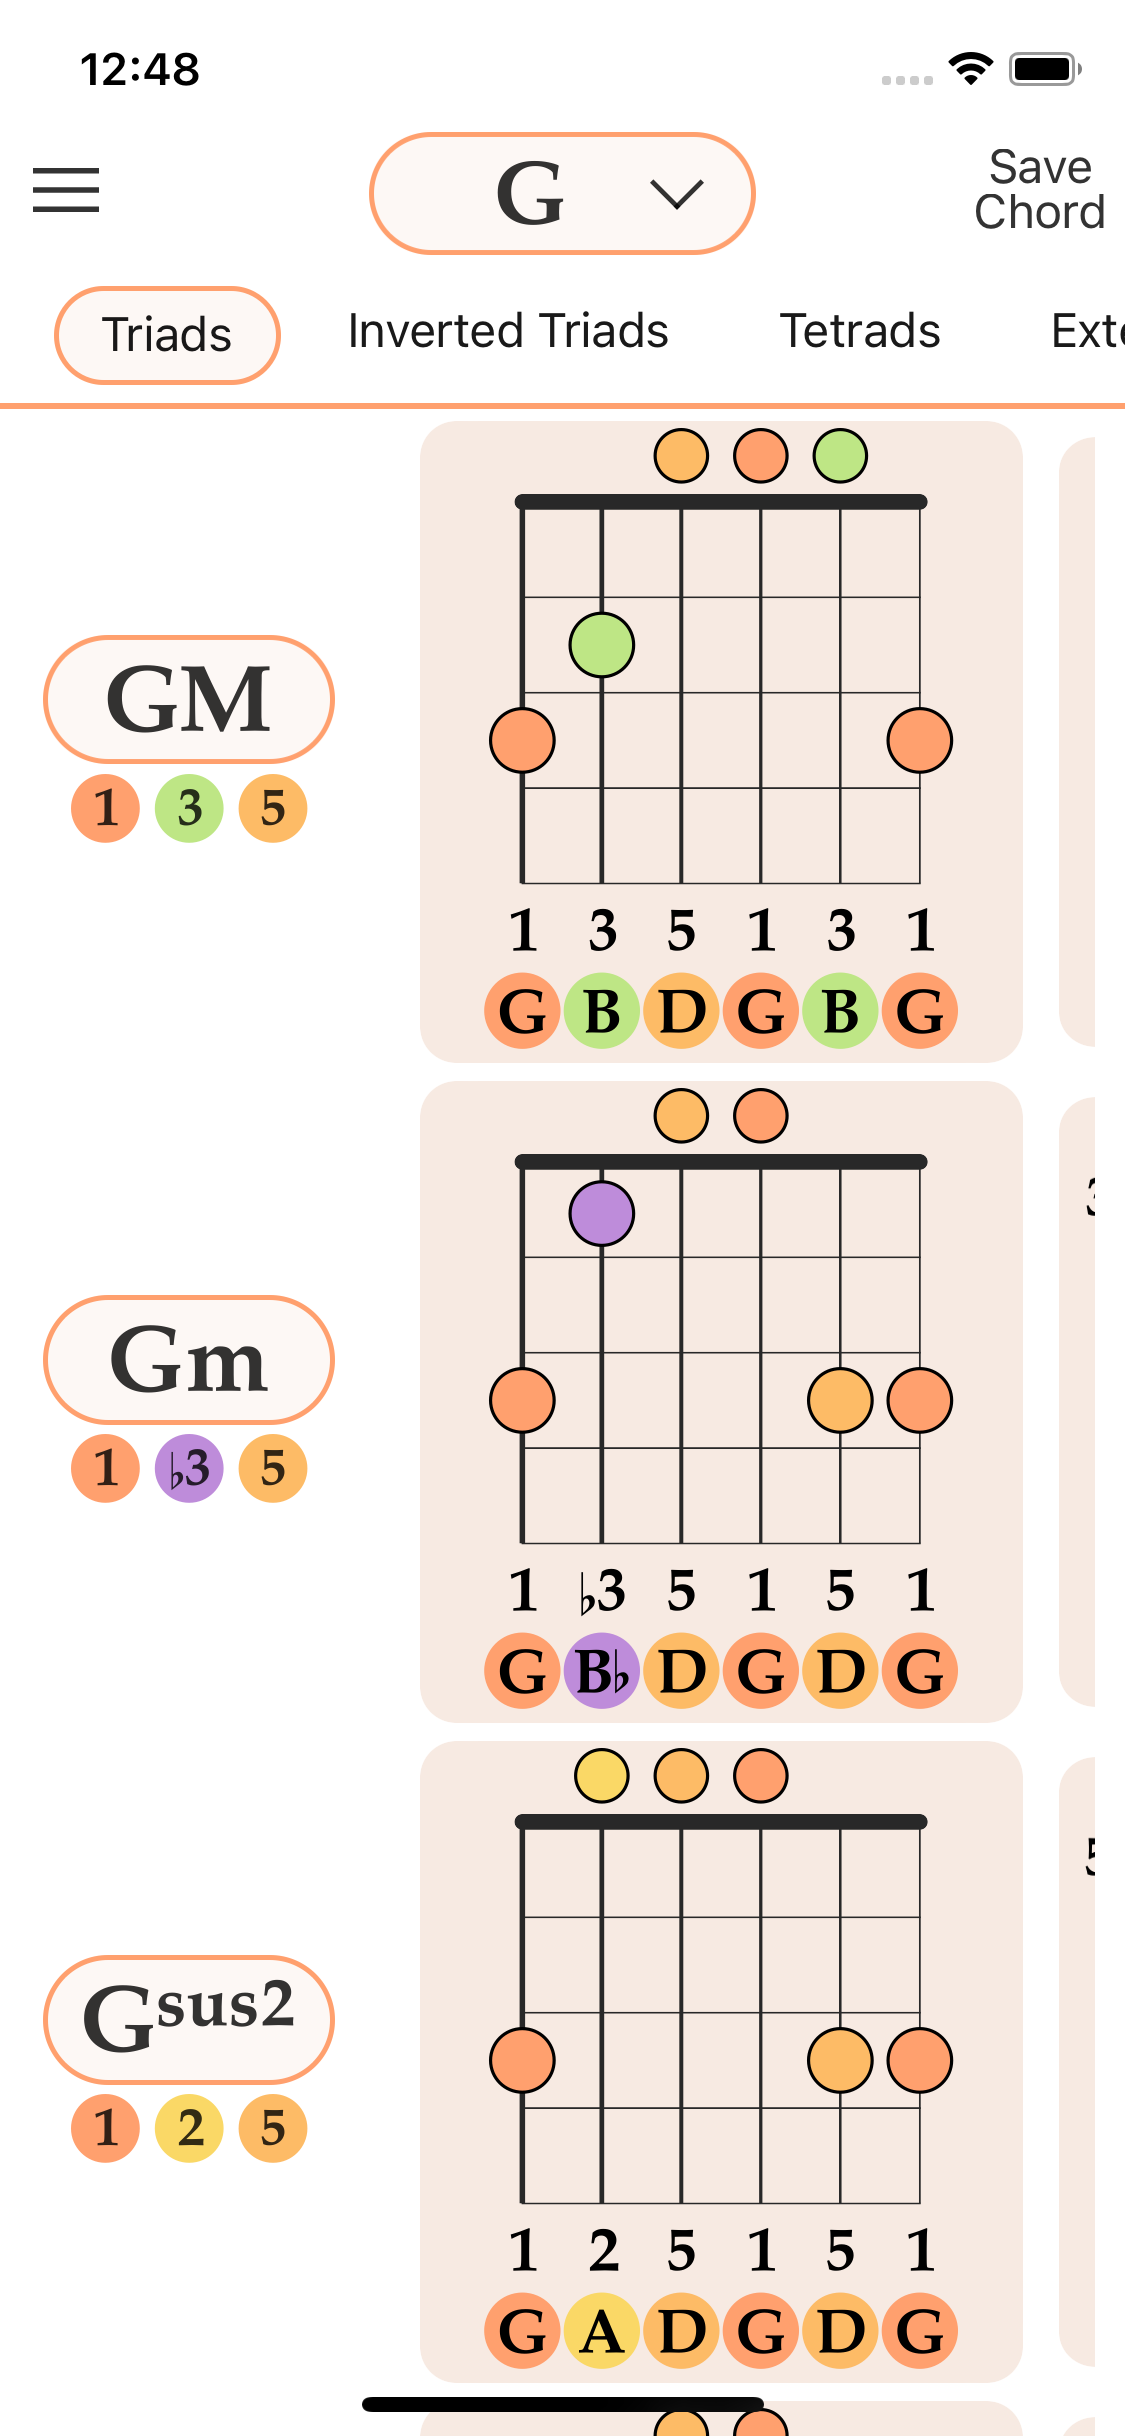 12:48
G
Save
Chord
Triads Inverted Triads Tetrads
GM
1 3 5
1 3 5 1 3 1
G B D G B G
Gm
1 ♭3 5
1 ♭3 5 1 5 1
G B♭ D G D G
Gsus2
1 2 5
1 2 5 1 5 1
G A D G D G